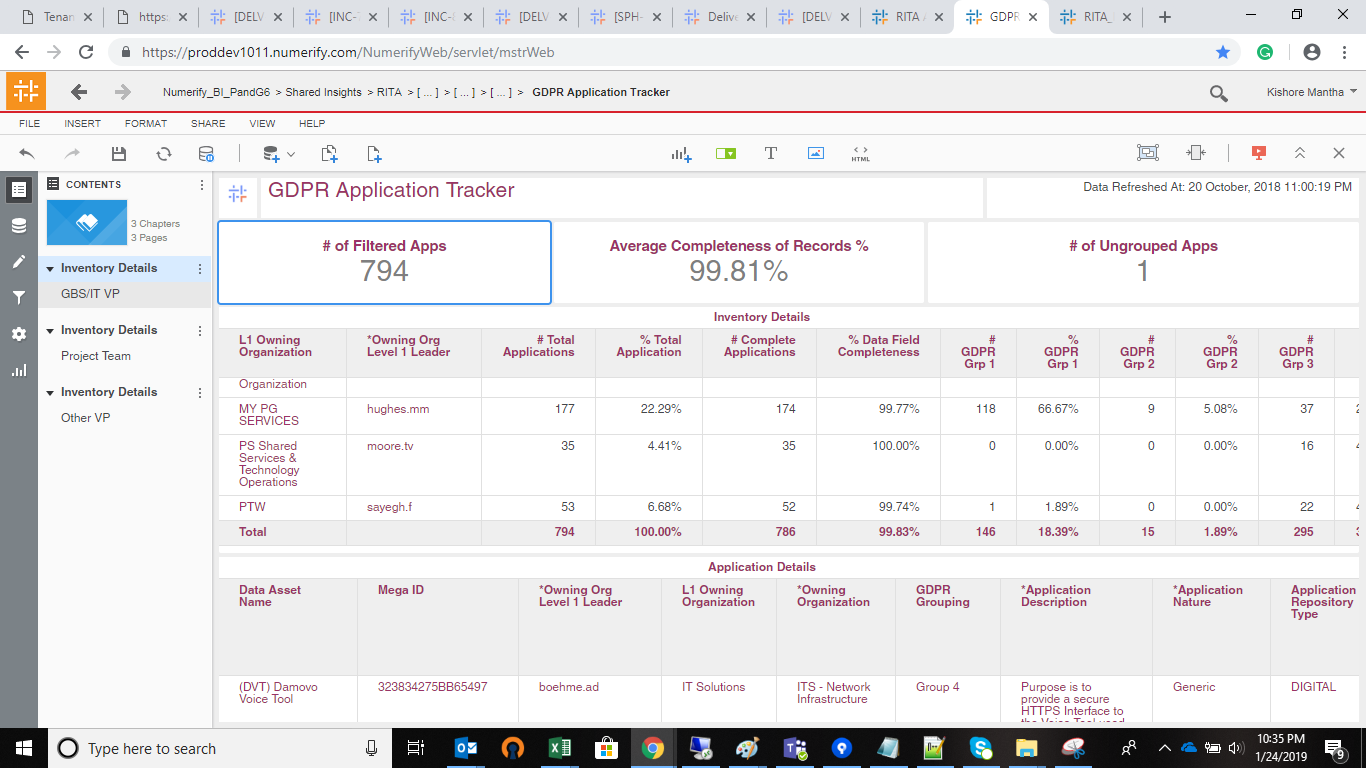 Tenan
https:
[DELV
[INC-
[INC-
[DELV
[SPH-
Delive
[DELV
RITA
GDPR
RITA_
https://proddev1011.numerify.com/NumerifyWeb/servlet/mstrWeb
Numerify_BI_PandG6 > Shared Insights > RITA > [ ... ] > [ ... ] > [ ... ] > GDPR Application Tracker
Kishore Mantha
FILE INSERT FORMAT SHARE VIEW HELP
HTML
CONTENTS
3 Chapters
3 Pages
Inventory Details
GBS/IT VP
Inventory Details
Project Team
Inventory Details
Other VP
GDPR Application Tracker
Data Refreshed At: 20 October, 2018 11:00:19 PM
# of Filtered Apps
794
Average Completeness of Records %
99.81%
# of Ungrouped Apps
1
Inventory Details
L1 Owning Organization *Owning Org Level 1 Leader # Total Applications % Total Application # Complete Applications % Data Field Completeness # GDPR Grp 1 % GDPR Grp 1 # GDPR Grp 2 % GDPR Grp 2 # GDPR Grp 3
Organization
MY PG SERVICES hughes.mm 177 22.29% 174 99.77% 118 66.67% 9 5.08% 37
PS Shared Services & Technology Operations moore.tv 35 4.41% 35 100.00% 0 0.00% 0 0.00% 16
PTW sayegh.f 53 6.68% 52 99.74% 1 1.89% 0 0.00% 22
Total 794 100.00% 786 99.83% 146 18.39% 15 1.89% 295
Application Details
Data Asset Name Mega ID *Owning Org Level 1 Leader L1 Owning Organization *Owning Organization GDPR Grouping *Application Description *Application Nature Application Repository Type
(DVT) Damovo Voice Tool 323834275BB65497 boehme.ad IT Solutions ITS - Network Infrastructure Group 4 Purpose is to provide a secure HTTPS Interface to the Voice Tool used Generic DIGITAL
Type here to search
10:35 PM
1/24/2019
9